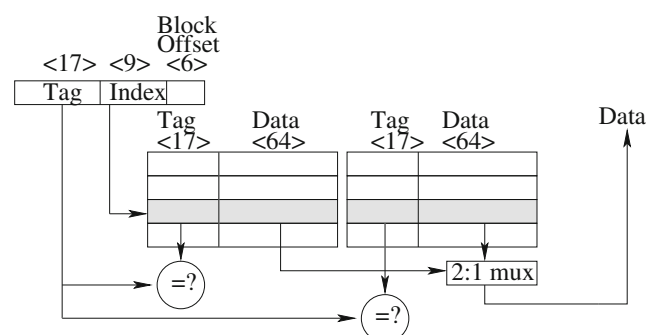 Block
Offset
<17> <9> <6>
Tag Index
Tag Data Tag Data Data
<17> <64> <17> <64>
=? 2:1 mux
=?